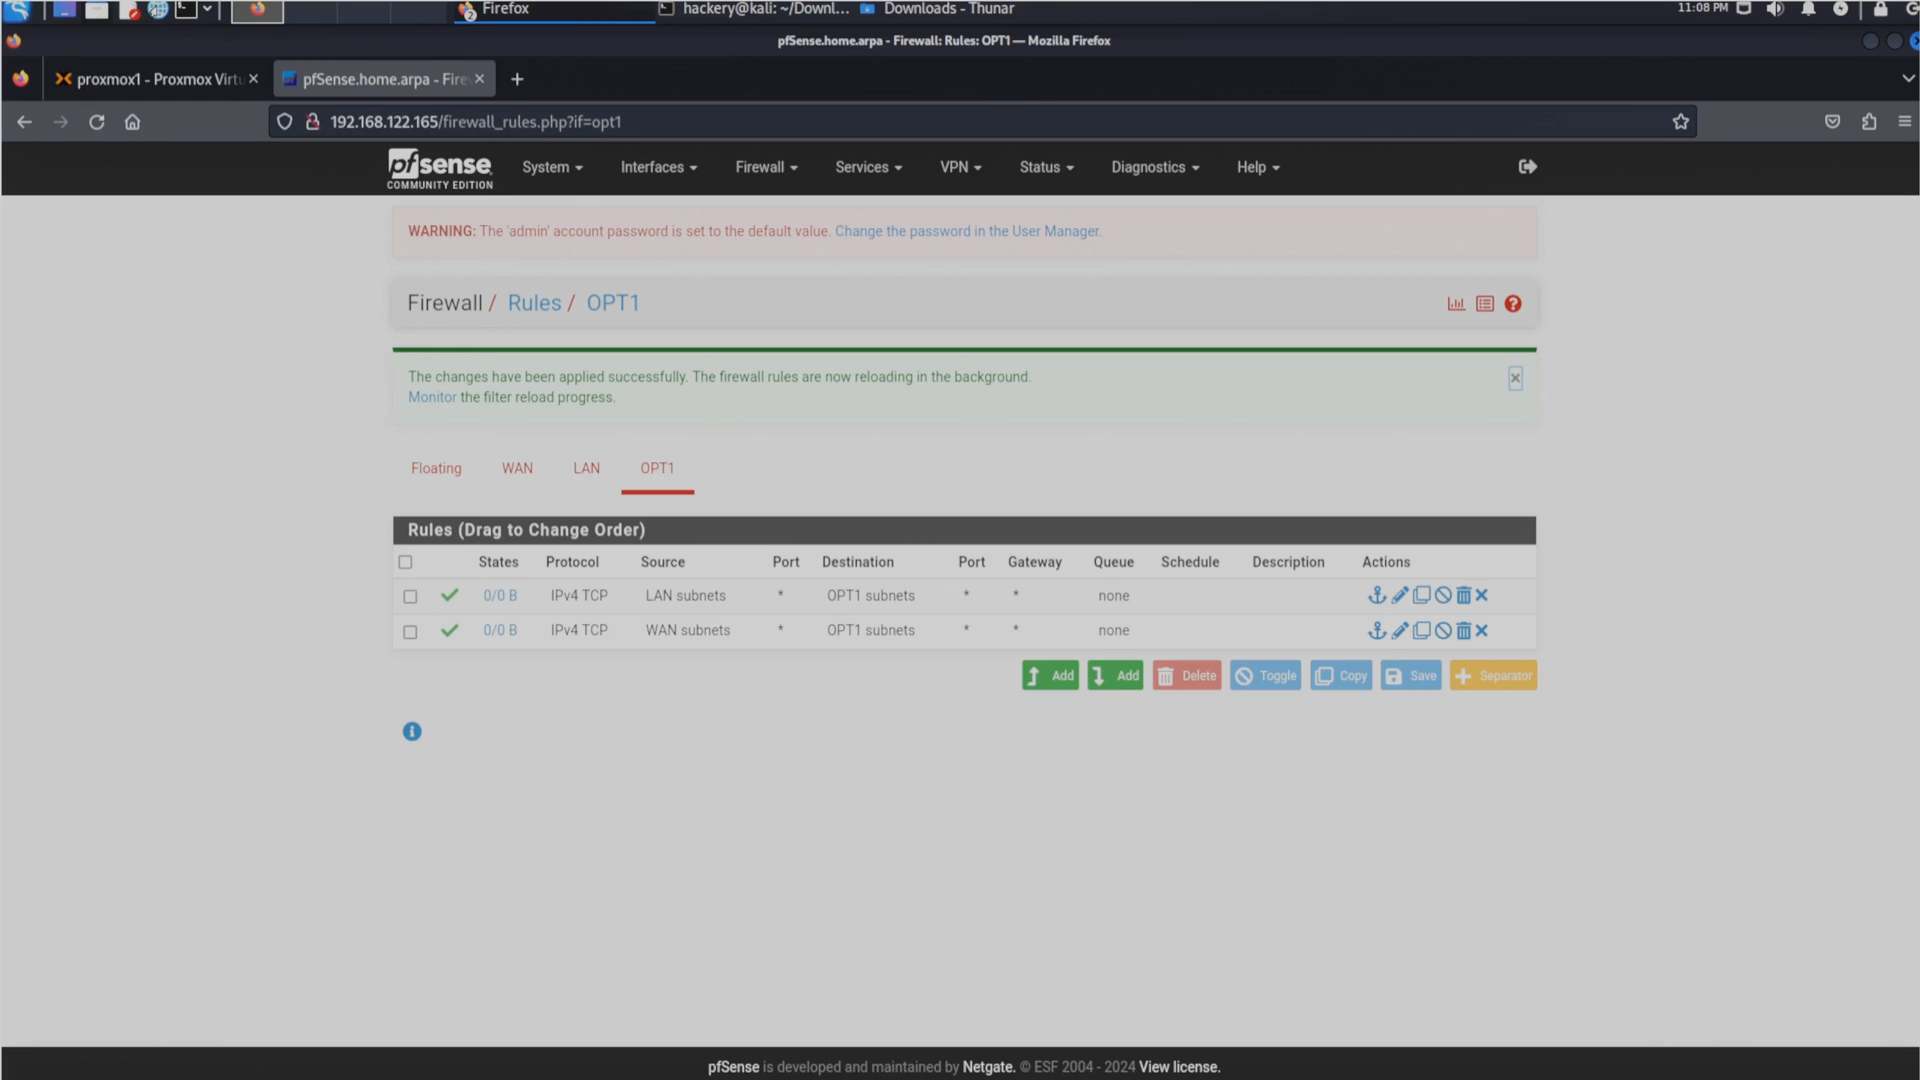 Firefox
hackery@kali: ~/Downl...
Downloads - Thunar
11:08 PM
pfSense.home.arpa - Firewall: Rules: OPT1 — Mozilla Firefox
proxmox1 - Proxmox Virtu
pfSense.home.arpa - Fire
192.168.122.165/firewall_rules.php?if=opt1
pfsense
COMMUNITY EDITION
System
Interfaces
Firewall
Services
VPN
Status
Diagnostics
Help
WARNING: The 'admin' account password is set to the default value. Change the password in the User Manager.
Firewall / Rules / OPT1
The changes have been applied successfully. The firewall rules are now reloading in the background.
Monitor the filter reload progress.
Floating WAN LAN OPT1
Rules (Drag to Change Order)
States Protocol Source Port Destination Port Gateway Queue Schedule Description Actions
0/0 B IPv4 TCP LAN subnets * OPT1 subnets * * none
0/0 B IPv4 TCP WAN subnets * OPT1 subnets * * none
Add Add Delete Toggle Copy Save Separator
pfSense is developed and maintained by Netgate. © ESF 2004 - 2024 View license.